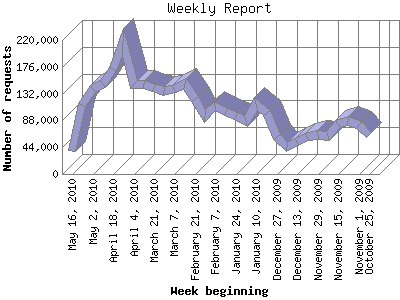 Weekly Report
Number of requests
220,000
176,000
132,000
88,000
44,000
0
May 16, 2010
May 2, 2010
April 18, 2010
April 4, 2010
March 21, 2010
March 7, 2010
February 21, 2010
February 7, 2010
January 24, 2010
January 10, 2010
December 27, 2009
December 13, 2009
November 29, 2009
November 15, 2009
November 1, 2009
October 25, 2009
Week beginning